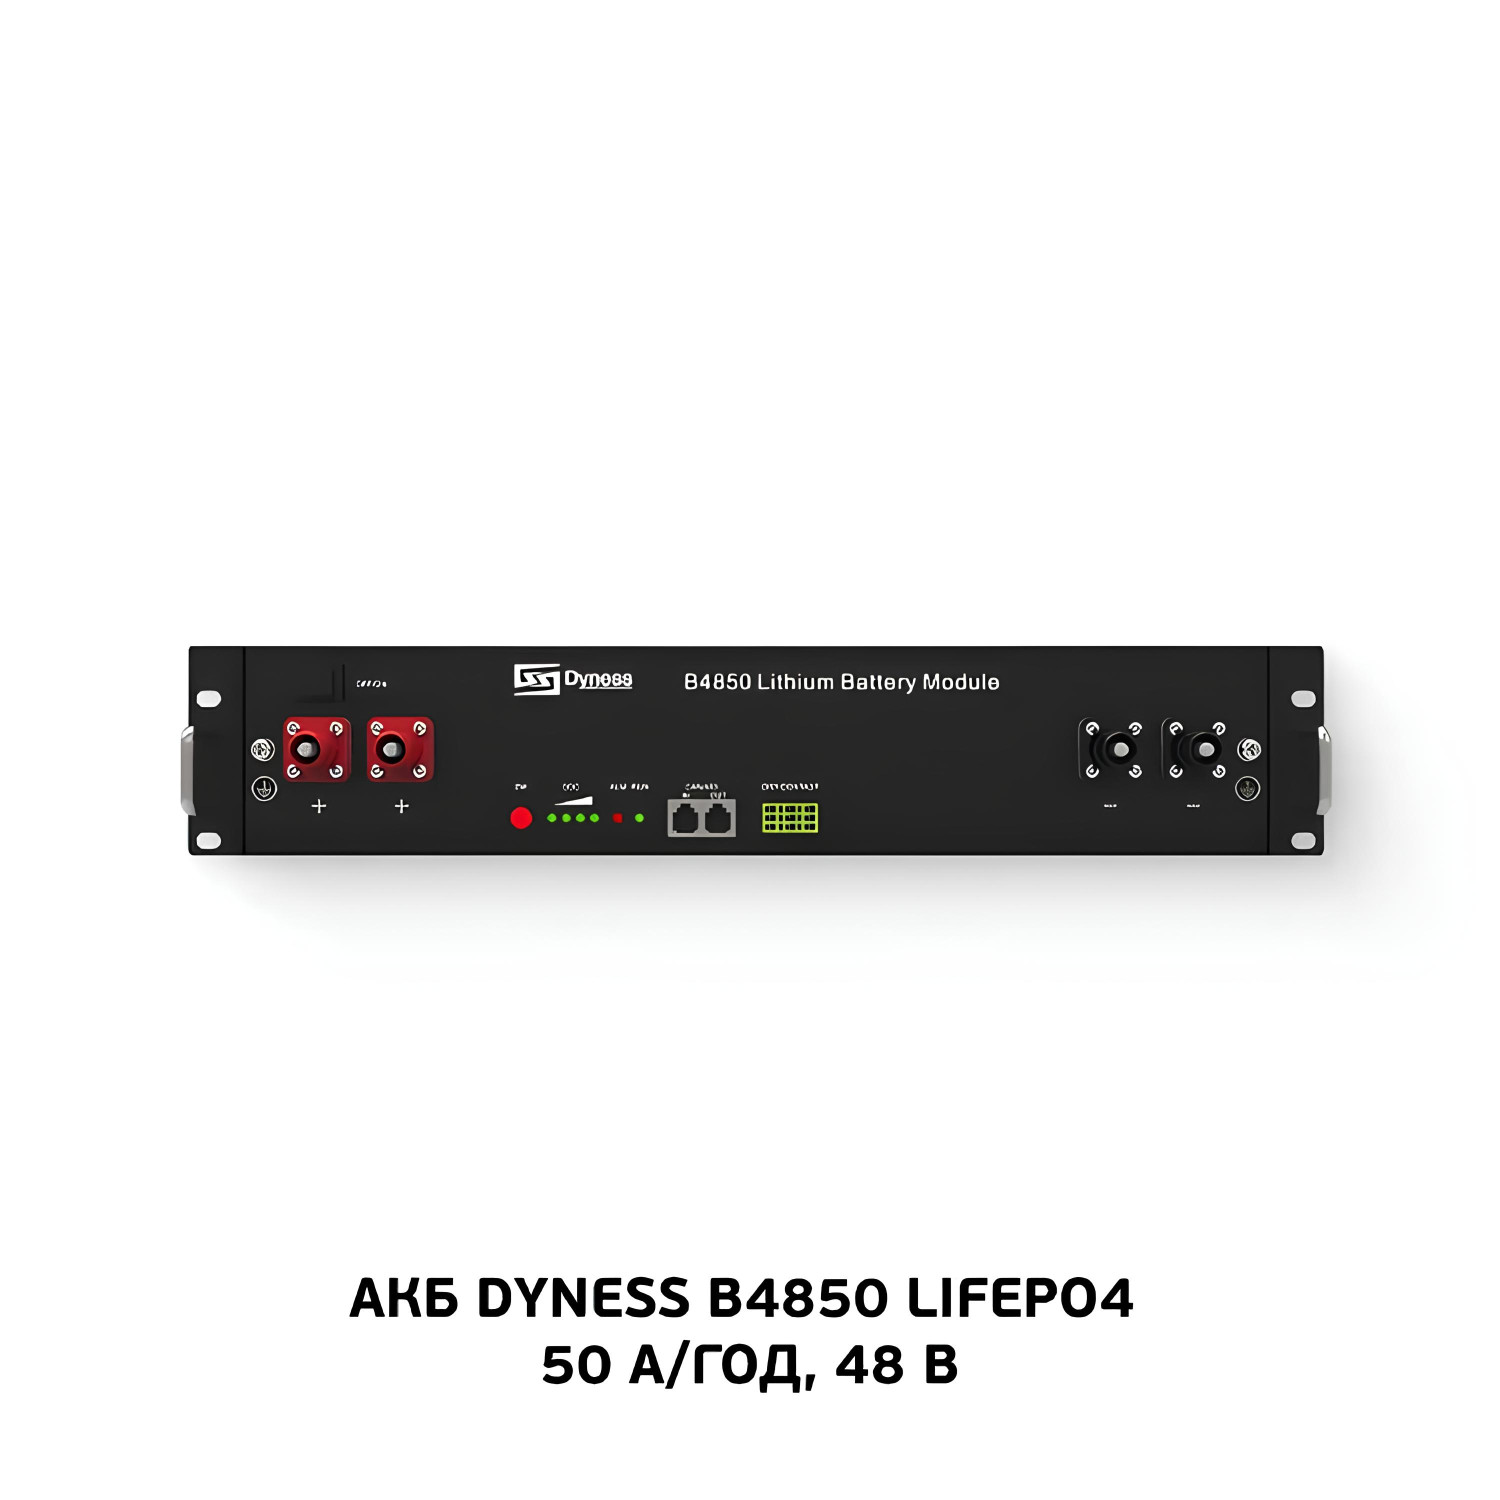 Dyness
B4850 Lithium Battery Module
АКБ DYNESS B4850 LIFEPO4
50 А/ГОД, 48 В